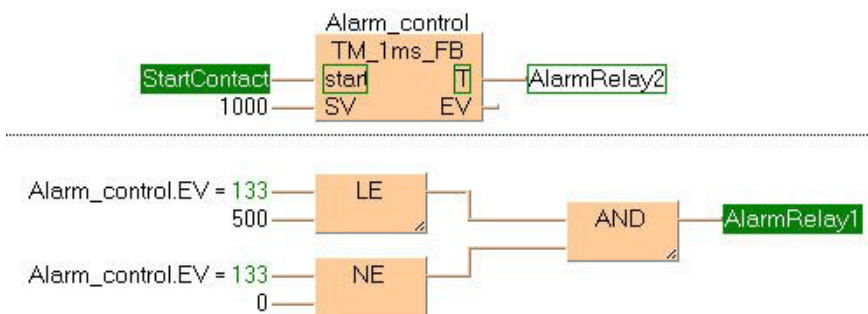 Alarm_control
TM_1ms_FB
StartContact start T AlarmRelay2
1000 SV EV
Alarm_control.EV = 133 LE
500 AND AlarmRelay1
Alarm_control.EV = 133 NE
0